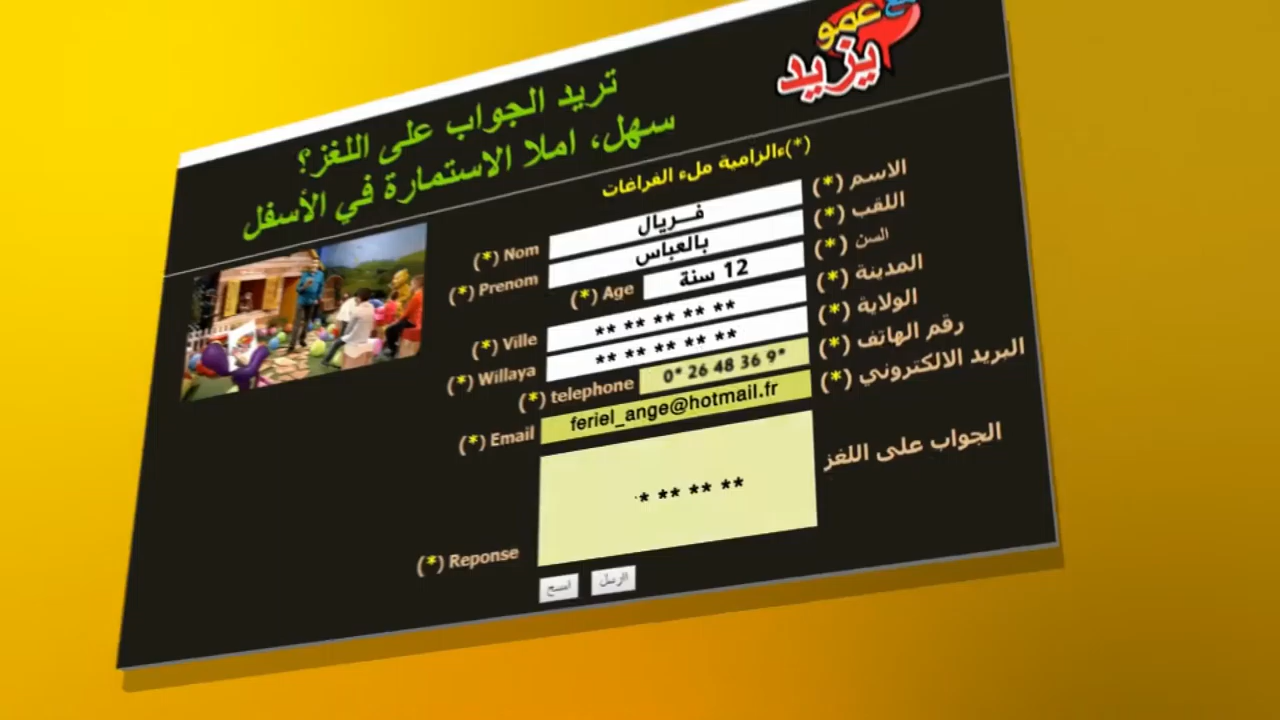 مع عمو
يزيد
تريد الجواب على اللغز؟
سهل، املا الاستمارة في الأسفل
(*)ءالزامية ملء الفراغات
الاسم (*) فـريال (*) Nom
اللقب (*) بالعباس (*) Prenom
السن (*) 12 سنة (*) Age
المدينة (*) ** ** ** ** ** (*) Ville
الولاية (*) ** ** ** ** ** (*) Willaya
رقم الهاتف (*) 0* 26 48 36 9* (*) telephone
البريد الالكتروني (*) feriel_ange@hotmail.fr (*) Email
الجواب على اللغز * ** ** ** (*) Reponse
امسح ارسل